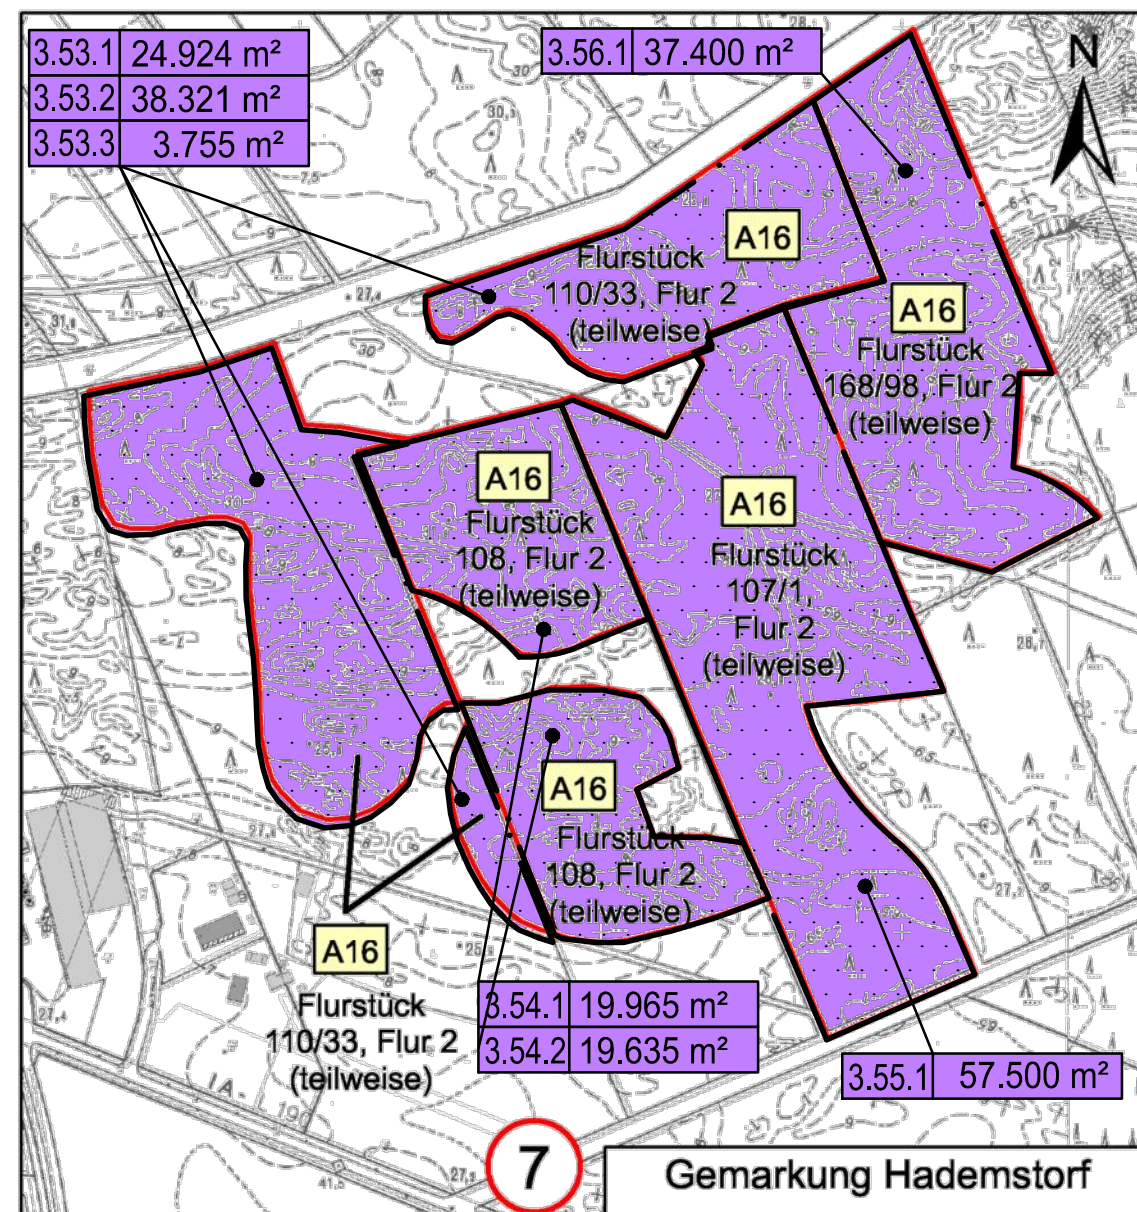 3.53.1 24.924 m²
3.53.2 38.321 m²
3.53.3 3.755 m²
3.56.1 37.400 m²
N
A16
Flurstück
110/33, Flur 2
(teilweise)
A16
Flurstück
168/98, Flur 2
(teilweise)
A16
Flurstück
108, Flur 2
(teilweise)
A16
Flurstück
107/1,
Flur 2
(teilweise)
A16
Flurstück
108, Flur 2
(teilweise)
A16
Flurstück
110/33, Flur 2
(teilweise)
3.54.1 19.965 m²
3.54.2 19.635 m²
3.55.1 57.500 m²
7
Gemarkung Hademstorf